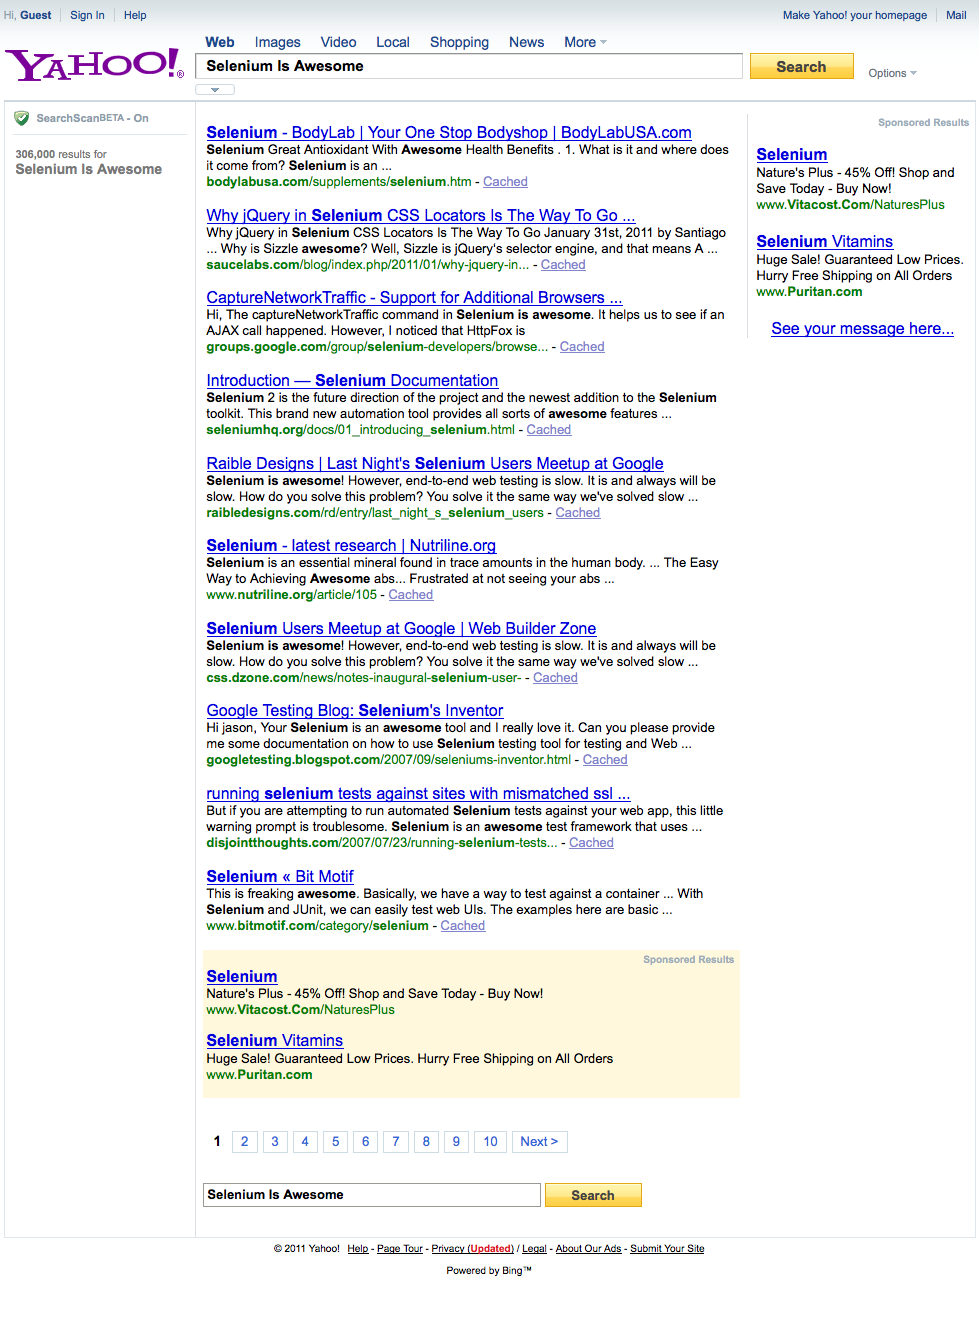 Hi, Guest | Sign In | Help
Make Yahoo! your homepage | Mail
Web Images Video Local Shopping News More
YAHOO!®
Selenium Is Awesome
Search
Options
SearchScanBETA - On
306,000 results for
Selenium Is Awesome
Selenium - BodyLab | Your One Stop Bodyshop | BodyLabUSA.com
Selenium Great Antioxidant With Awesome Health Benefits . 1. What is it and where does
it come from? Selenium is an ...
bodylabusa.com/supplements/selenium.htm - Cached
Why jQuery in Selenium CSS Locators Is The Way To Go ...
Why jQuery in Selenium CSS Locators Is The Way To Go January 31st, 2011 by Santiago
... Why is Sizzle awesome? Well, Sizzle is jQuery's selector engine, and that means A ...
saucelabs.com/blog/index.php/2011/01/why-jquery-in... - Cached
CaptureNetworkTraffic - Support for Additional Browsers ...
Hi, The captureNetworkTraffic command in Selenium is awesome. It helps us to see if an
AJAX call happened. However, I noticed that HttpFox is
groups.google.com/group/selenium-developers/browse... - Cached
Introduction — Selenium Documentation
Selenium 2 is the future direction of the project and the newest addition to the Selenium
toolkit. This brand new automation tool provides all sorts of awesome features ...
seleniumhq.org/docs/01_introducing_selenium.html - Cached
Raible Designs | Last Night's Selenium Users Meetup at Google
Selenium is awesome! However, end-to-end web testing is slow. It is and always will be
slow. How do you solve this problem? You solve it the same way we've solved slow ...
raibledesigns.com/rd/entry/last_night_s_selenium_users - Cached
Selenium - latest research | Nutriline.org
Selenium is an essential mineral found in trace amounts in the human body. ... The Easy
Way to Achieving Awesome abs... Frustrated at not seeing your abs ...
www.nutriline.org/article/105 - Cached
Selenium Users Meetup at Google | Web Builder Zone
Selenium is awesome! However, end-to-end web testing is slow. It is and always will be
slow. How do you solve this problem? You solve it the same way we've solved slow ...
css.dzone.com/news/notes-inaugural-selenium-user- - Cached
Google Testing Blog: Selenium's Inventor
Hi jason, Your Selenium is an awesome tool and I really love it. Can you please provide
me some documentation on how to use Selenium testing tool for testing and Web ...
googletesting.blogspot.com/2007/09/seleniums-inventor.html - Cached
running selenium tests against sites with mismatched ssl ...
But if you are attempting to run automated Selenium tests against your web app, this little
warning prompt is troublesome. Selenium is an awesome test framework that uses ...
disjointthoughts.com/2007/07/23/running-selenium-tests... - Cached
Selenium « Bit Motif
This is freaking awesome. Basically, we have a way to test against a container ... With
Selenium and JUnit, we can easily test web UIs. The examples here are basic ...
www.bitmotif.com/category/selenium - Cached
Sponsored Results
Selenium
Nature's Plus - 45% Off! Shop and Save Today - Buy Now!
www.Vitacost.Com/NaturesPlus
Selenium Vitamins
Huge Sale! Guaranteed Low Prices. Hurry Free Shipping on All Orders
www.Puritan.com
Sponsored Results
Selenium
Nature's Plus - 45% Off! Shop and
Save Today - Buy Now!
www.Vitacost.Com/NaturesPlus
Selenium Vitamins
Huge Sale! Guaranteed Low Prices.
Hurry Free Shipping on All Orders
www.Puritan.com
See your message here...
1 2 3 4 5 6 7 8 9 10 Next >
Selenium Is Awesome
Search
© 2011 Yahoo! Help - Page Tour - Privacy (Updated) / Legal - About Our Ads - Submit Your Site
Powered by Bing™